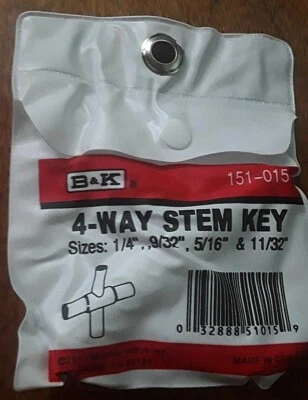 B&K®
151-015
4-WAY STEM KEY
Sizes: 1/4", 9/32", 5/16" & 11/32"
0 32888 51015 9
MADE IN